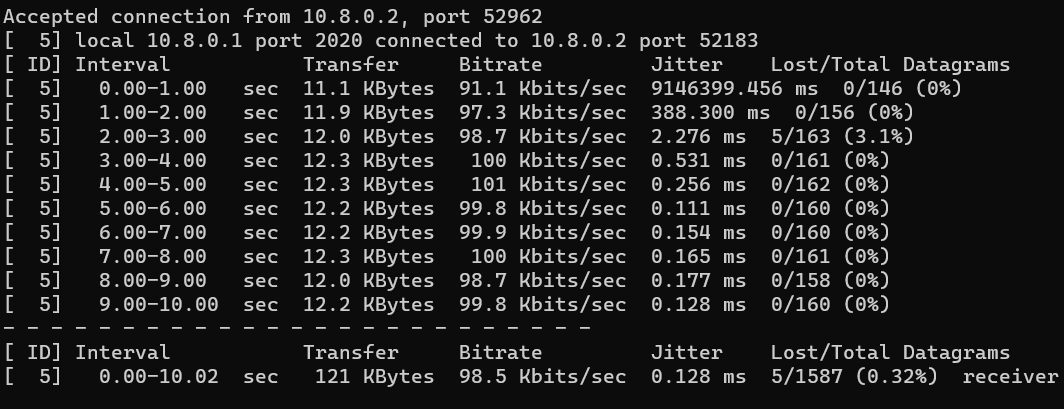 Accepted connection from 10.8.0.2, port 52962
[  5] local 10.8.0.1 port 2020 connected to 10.8.0.2 port 52183
[ ID] Interval           Transfer     Bitrate         Jitter    Lost/Total Datagrams
[  5]   0.00-1.00   sec  11.1 KBytes  91.1 Kbits/sec  9146399.456 ms  0/146 (0%)
[  5]   1.00-2.00   sec  11.9 KBytes  97.3 Kbits/sec  388.300 ms  0/156 (0%)
[  5]   2.00-3.00   sec  12.0 KBytes  98.7 Kbits/sec  2.276 ms  5/163 (3.1%)
[  5]   3.00-4.00   sec  12.3 KBytes   100 Kbits/sec  0.531 ms  0/161 (0%)
[  5]   4.00-5.00   sec  12.3 KBytes   101 Kbits/sec  0.256 ms  0/162 (0%)
[  5]   5.00-6.00   sec  12.2 KBytes  99.8 Kbits/sec  0.111 ms  0/160 (0%)
[  5]   6.00-7.00   sec  12.2 KBytes  99.9 Kbits/sec  0.154 ms  0/160 (0%)
[  5]   7.00-8.00   sec  12.3 KBytes   100 Kbits/sec  0.165 ms  0/161 (0%)
[  5]   8.00-9.00   sec  12.0 KBytes  98.7 Kbits/sec  0.177 ms  0/158 (0%)
[  5]   9.00-10.00  sec  12.2 KBytes  99.8 Kbits/sec  0.128 ms  0/160 (0%)
- - - - - - - - - - - - - - - - - - - - - - - - -
[ ID] Interval           Transfer     Bitrate         Jitter    Lost/Total Datagrams
[  5]   0.00-10.02  sec   121 KBytes  98.5 Kbits/sec  0.128 ms  5/1587 (0.32%)  receiver